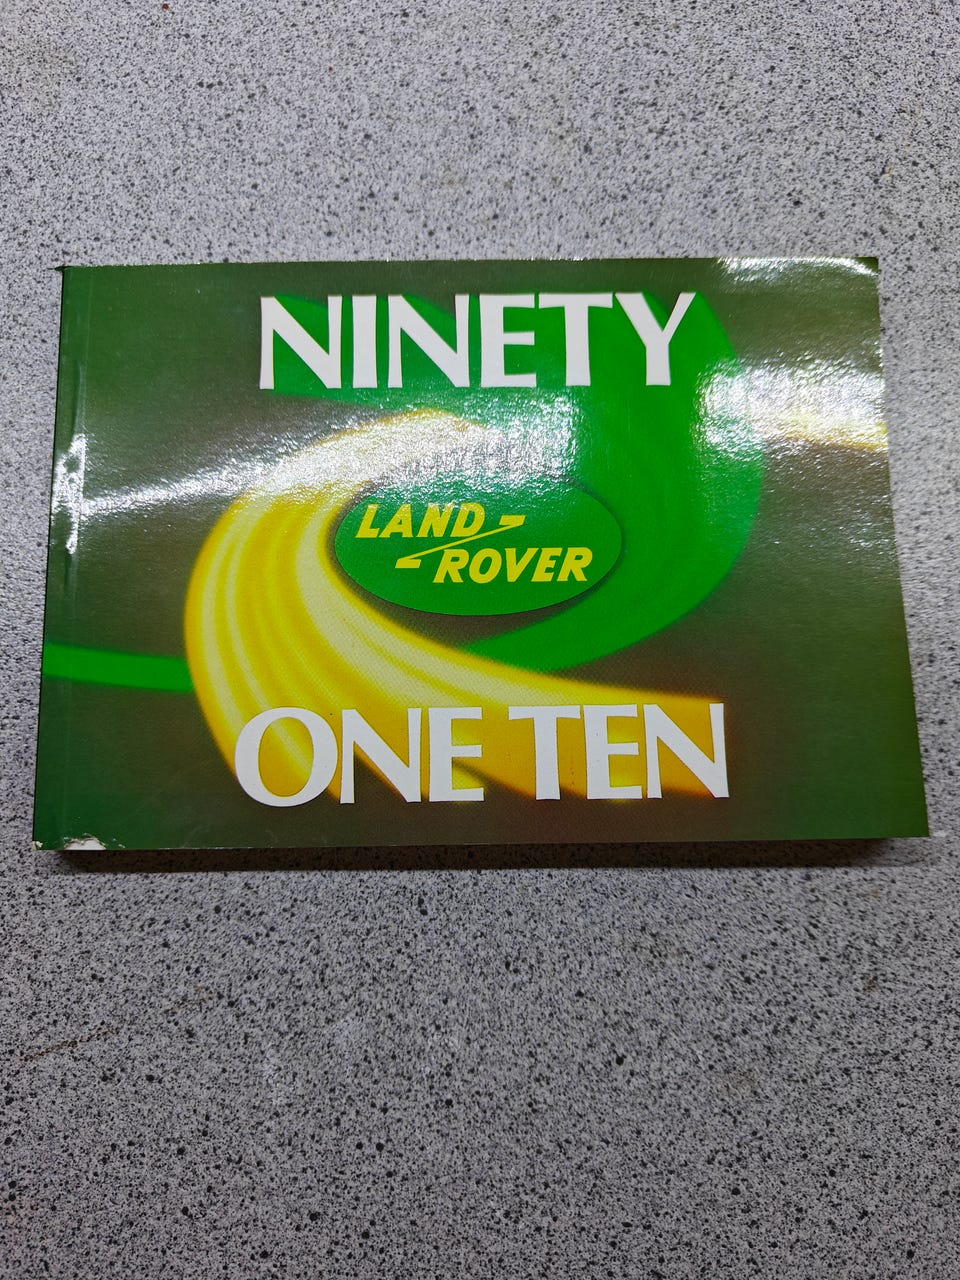 NINETY
LAND
ROVER
ONE TEN